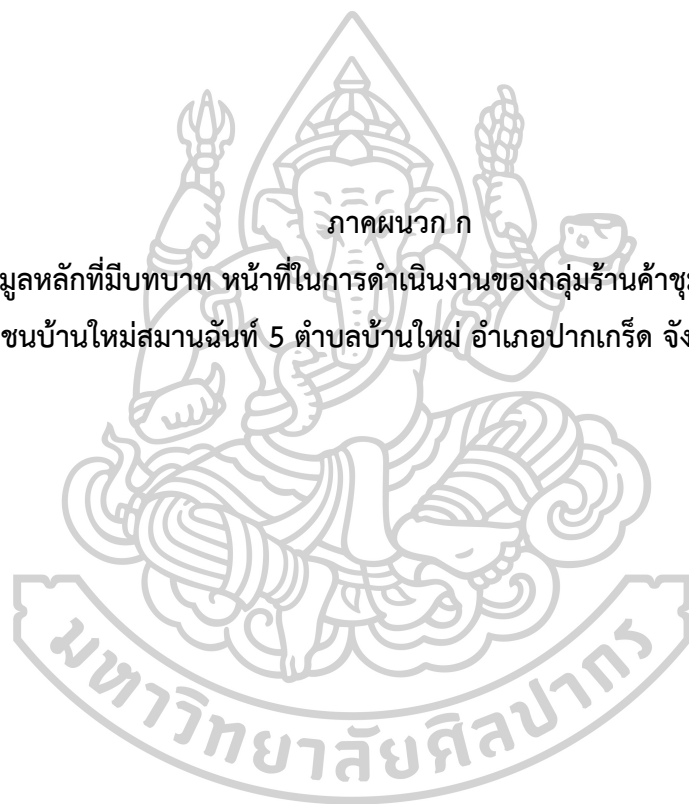 ภาคผนวก ก
มูลหลักที่มีบทบาท หน้าที่ในการดำเนินงานของกลุ่มร้านค้าชุม
ชนบ้านใหม่สมานฉันท์ 5 ตำบลบ้านใหม่ อำเภอปากเกร็ด จัง
มหาวิทยาลัยศิลปากร